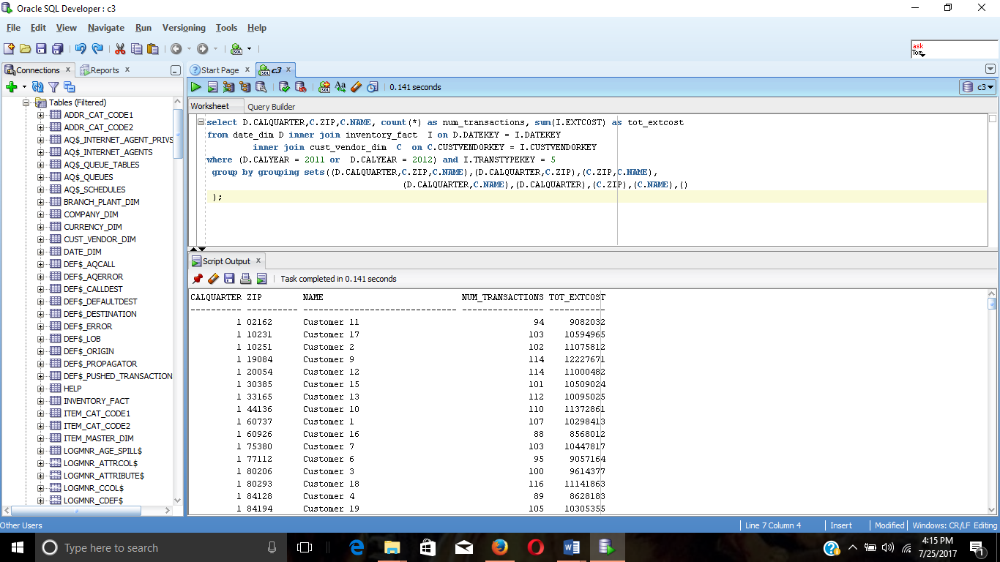 Oracle SQL Developer : c3
File Edit View Navigate Run Versioning Tools Help
ask
Tom
Connections x Reports x
Start Page x c3 x
0.141 seconds
c3
Worksheet Query Builder
Tables (Filtered)
ADDR_CAT_CODE1
ADDR_CAT_CODE2
AQ$_INTERNET_AGENT_PRIVS
AQ$_INTERNET_AGENTS
AQ$_QUEUE_TABLES
AQ$_QUEUES
AQ$_SCHEDULES
BRANCH_PLANT_DIM
COMPANY_DIM
CURRENCY_DIM
CUST_VENDOR_DIM
DATE_DIM
DEF$_AQCALL
DEF$_AQERROR
DEF$_CALLDEST
DEF$_DEFAULTDEST
DEF$_DESTINATION
DEF$_ERROR
DEF$_LOB
DEF$_ORIGIN
DEF$_PROPAGATOR
DEF$_PUSHED_TRANSACTION
HELP
INVENTORY_FACT
ITEM_CAT_CODE1
ITEM_CAT_CODE2
ITEM_MASTER_DIM
LOGMNR_AGE_SPILL$
LOGMNR_ATTRCOL$
LOGMNR_ATTRIBUTE$
LOGMNR_CCOL$
LOGMNR_CDEF$
select D.CALQUARTER,C.ZIP,C.NAME, count(*) as num_transactions, sum(I.EXTCOST) as tot_extcost
from date_dim D inner join inventory_fact I on D.DATEKEY = I.DATEKEY
inner join cust_vendor_dim C on C.CUSTVENDORKEY = I.CUSTVENDORKEY
where (D.CALYEAR = 2011 or D.CALYEAR = 2012) and I.TRANSTYPEKEY = 5
group by grouping sets((D.CALQUARTER,C.ZIP,C.NAME),(D.CALQUARTER,C.ZIP),(C.ZIP,C.NAME),
(D.CALQUARTER,C.NAME),(D.CALQUARTER),(C.ZIP),(C.NAME),()
);
Script Output x
Task completed in 0.141 seconds
CALQUARTER ZIP NAME NUM_TRANSACTIONS TOT_EXTCOST
---------- ---------- ------------------------------ ---------------- -----------
1 02162 Customer 11 94 9082032
1 10231 Customer 17 103 10594965
1 10251 Customer 2 102 11075812
1 19084 Customer 9 114 12227671
1 20054 Customer 12 114 11000482
1 30385 Customer 15 101 10509024
1 33165 Customer 13 112 10095025
1 44136 Customer 10 110 11372861
1 60737 Customer 1 107 10298413
1 60926 Customer 16 88 8568012
1 75380 Customer 7 103 10447817
1 77112 Customer 6 95 9057164
1 80206 Customer 3 100 9614377
1 80293 Customer 18 116 11141863
1 84128 Customer 4 89 8628183
1 84194 Customer 19 105 10305355
Other Users
Line 7 Column 4 Insert Modified Windows: CR/LF Editing
Type here to search
4:15 PM
7/25/2017
1